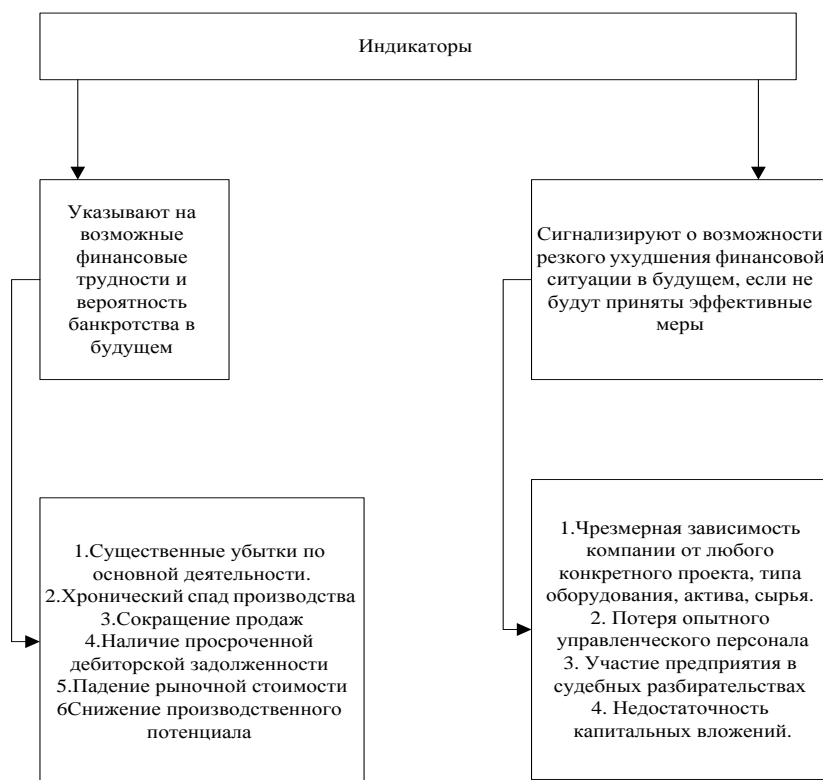 Индикаторы
Указывают на
возможные
финансовые
трудности и
вероятность
банкротства в
будущем
Сигнализируют о возможности
резкого ухудшения финансовой
ситуации в будущем, если не
будут приняты эффективные
меры
1.Существенные убытки по
основной деятельности.
2.Хронический спад производства
3.Сокращение продаж
4.Наличие просроченной
дебиторской задолженности
5.Падение рыночной стоимости
6Снижение производственного
потенциала
1.Чрезмерная зависимость
компании от любого
конкретного проекта, типа
оборудования, актива, сырья.
2. Потеря опытного
управленческого персонала
3. Участие предприятия в
судебных разбирательствах
4. Недостаточность
капитальных вложений.